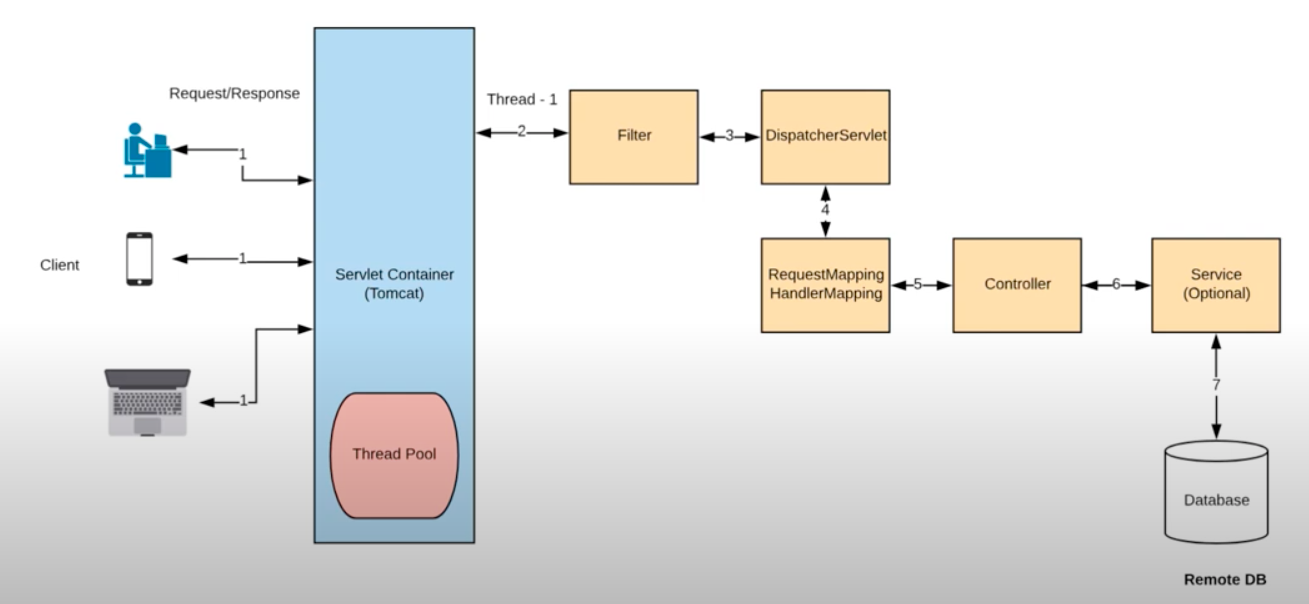 Request/Response
1
Client
1
1
Servlet Container
(Tomcat)
Thread Pool
Thread - 1
2
Filter
3
DispatcherServlet
4
RequestMapping
HandlerMapping
5
Controller
6
Service
(Optional)
7
Database
Remote DB